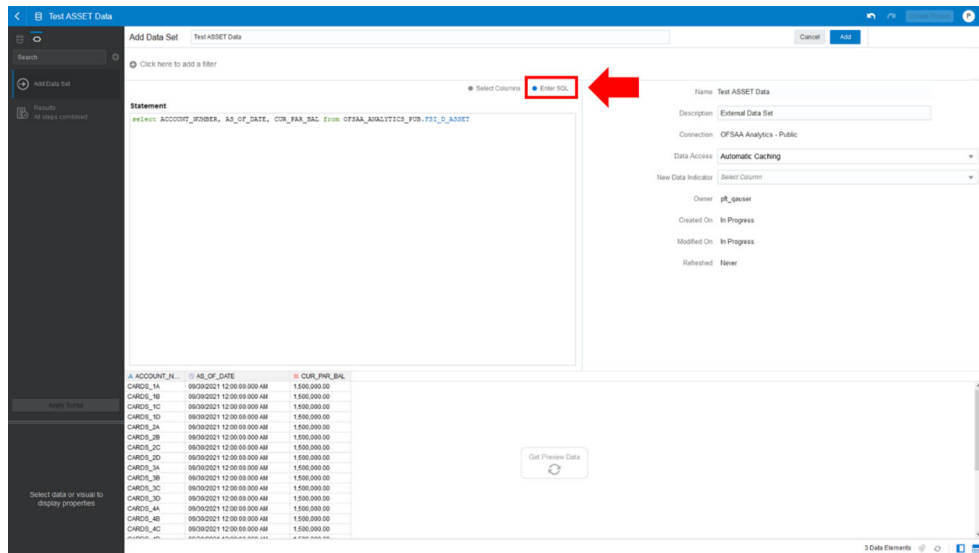 Test ASSET Data
Create Project
P
Add Data Set
Test ASSET Data
Cancel
Add
Search
Click here to add a filter
Add Data Set
Results
All steps combined
Select Columns
Enter SQL
Statement
select ACCOUNT_NUMBER, AS_OF_DATE, CUR_PAR_BAL from OFSAA_ANALYTICS_PUB.FSI_D_ASSET
Name Test ASSET Data
Description External Data Set
Connection OFSAA Analytics - Public
Data Access Automatic Caching
New Data Indicator Select Column
Owner pft_qauser
Created On In Progress
Modified On In Progress
Refreshed Never
Apply Script
Select data or visual to
display properties
A ACCOUNT_N... AS_OF_DATE # CUR_PAR_BAL
CARDS_1A 09/30/2021 12:00:00.000 AM 1,500,000.00
CARDS_1B 09/30/2021 12:00:00.000 AM 1,500,000.00
CARDS_1C 09/30/2021 12:00:00.000 AM 1,500,000.00
CARDS_1D 09/30/2021 12:00:00.000 AM 1,500,000.00
CARDS_2A 09/30/2021 12:00:00.000 AM 1,500,000.00
CARDS_2B 09/30/2021 12:00:00.000 AM 1,500,000.00
CARDS_2C 09/30/2021 12:00:00.000 AM 1,500,000.00
CARDS_2D 09/30/2021 12:00:00.000 AM 1,500,000.00
CARDS_3A 09/30/2021 12:00:00.000 AM 1,500,000.00
CARDS_3B 09/30/2021 12:00:00.000 AM 1,500,000.00
CARDS_3C 09/30/2021 12:00:00.000 AM 1,500,000.00
CARDS_3D 09/30/2021 12:00:00.000 AM 1,500,000.00
CARDS_4A 09/30/2021 12:00:00.000 AM 1,500,000.00
CARDS_4B 09/30/2021 12:00:00.000 AM 1,500,000.00
CARDS_4C 09/30/2021 12:00:00.000 AM 1,500,000.00
Get Preview Data
3 Data Elements